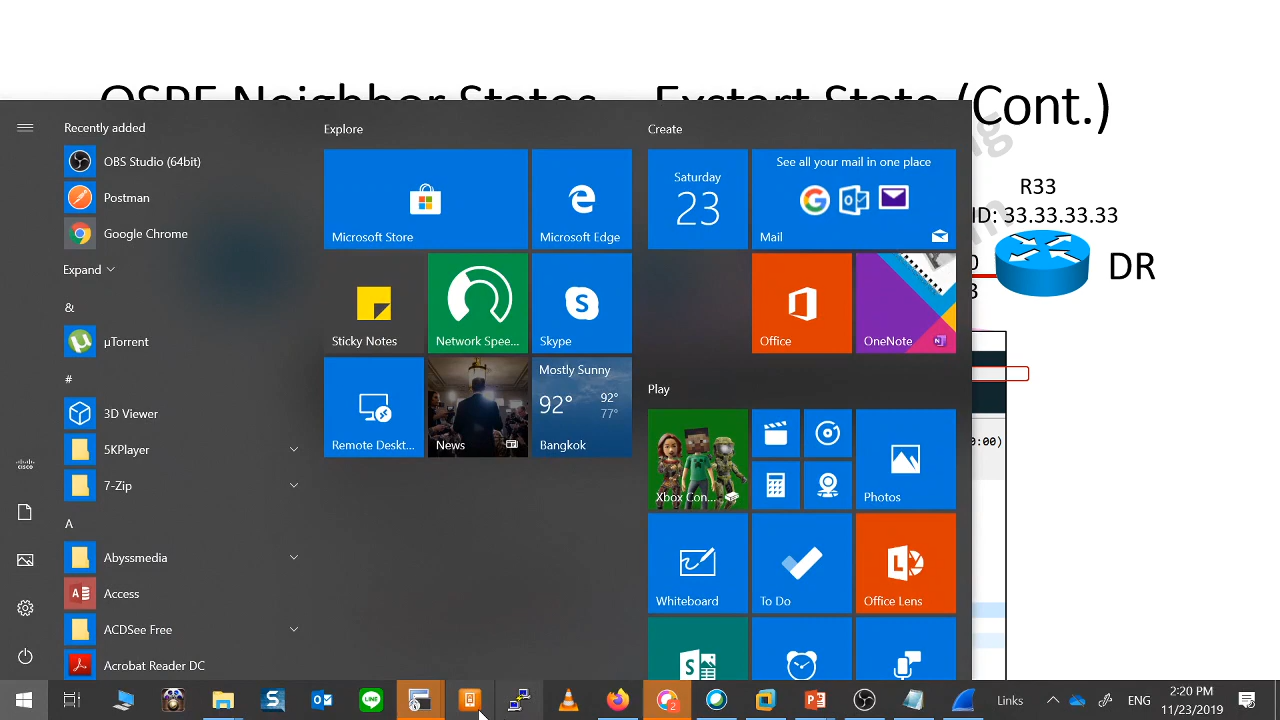 OSPF Neighbor States – Exstart State (Cont.)
R33
ID: 33.33.33.33
DR
:00)
Recently added
OBS Studio (64bit)
Postman
Google Chrome
Expand
&
µTorrent
#
3D Viewer
5KPlayer
7-Zip
A
Abyssmedia
Access
ACDSee Free
Acrobat Reader DC
cisco
Explore
Microsoft Store
Microsoft Edge
Sticky Notes
Network Spee...
Skype
Remote Deskt...
News
Mostly Sunny
92°
92°
77°
Bangkok
Create
Saturday
23
See all your mail in one place
Mail
Office
OneNote
Play
Xbox Con...
Photos
Whiteboard
To Do
Office Lens
LINE
2
Links
ENG
2:20 PM
11/23/2019